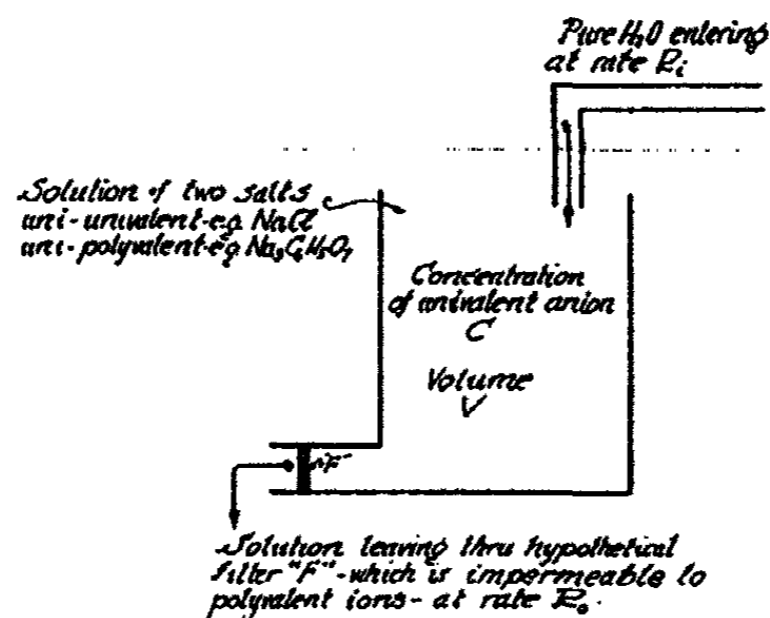 Pure H₂O entering
at rate Rᵢ
Solution of two salts
uni-univalent-e.g. NaCl
uni-polyvalent-e.g. Na₃C₆H₅O₇
Concentration
of univalent anion
C
Volume
V
"F"
Solution leaving thru hypothetical
filter "F"-which is impermeable to
polyvalent ions- at rate R₀.